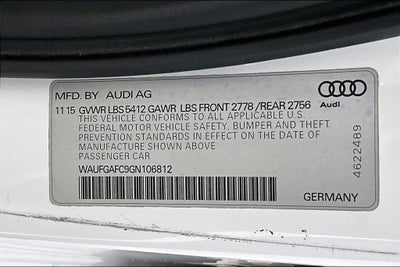 MFD. BY AUDI AG
11 15 GVWR LBS 5412 GAWR LBS FRONT 2778 /REAR 2756
THIS VEHICLE CONFORMS TO ALL APPLICABLE U.S.
FEDERAL MOTOR VEHICLE SAFETY, BUMPER AND THEFT
PREVENTION STANDARDS IN EFFECT ON THE DATE OF
MANUFACTURE SHOWN ABOVE
PASSENGER CAR
WAUFGAFC9GN106812
Audi
4622489
GERMANY